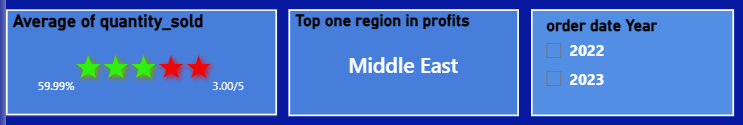 Average of quantity_sold
59.99%
3.00/5
Top one region in profits
Middle East
order date Year
2022
2023